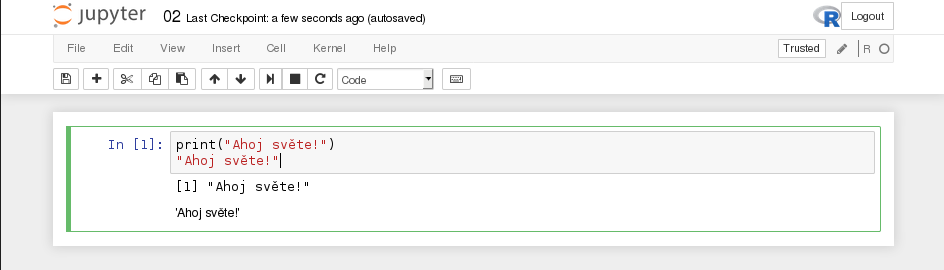 jupyter 02 Last Checkpoint: a few seconds ago (autosaved) R Logout
File Edit View Insert Cell Kernel Help Trusted R
Code
In [1]: print("Ahoj světe!")
"Ahoj světe!"
[1] "Ahoj světe!"
'Ahoj světe!'